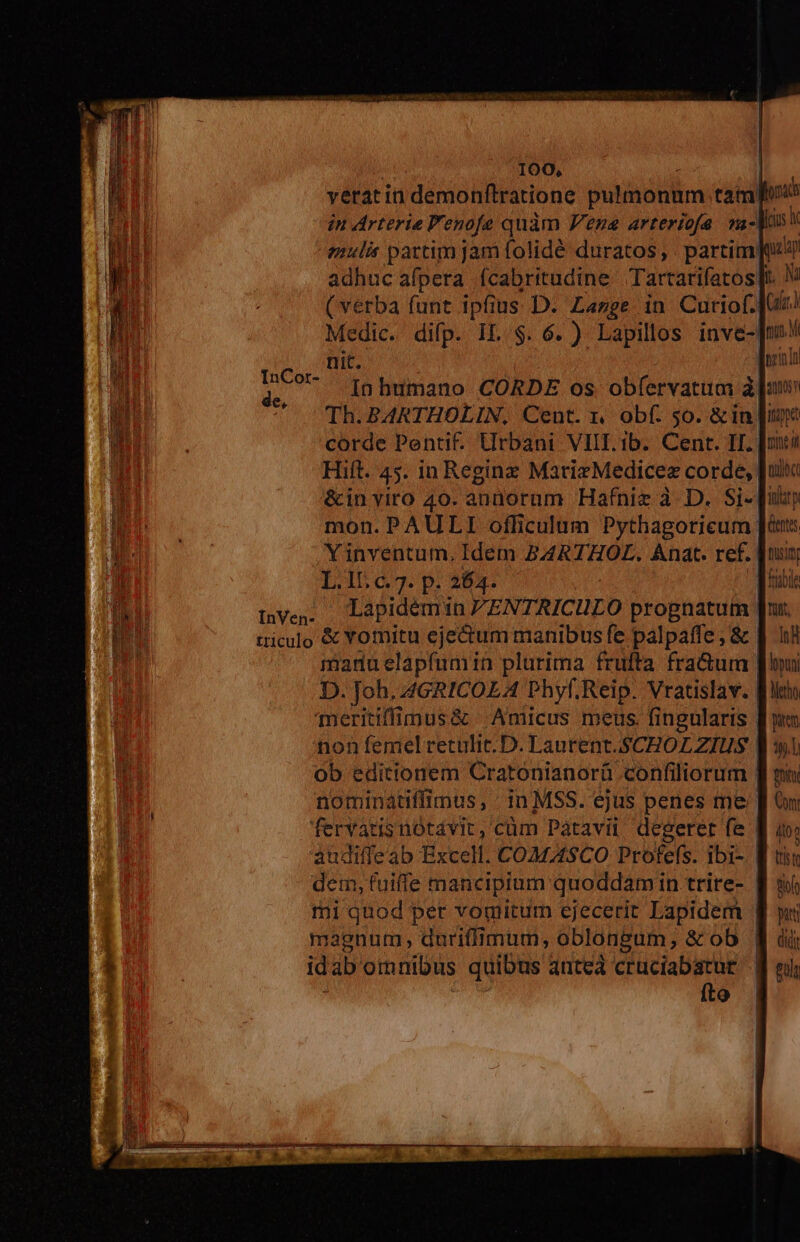 100,
verat in demonſtratione pulmonum tam
in Arteriæ Venoſæ quàm Venæ arterioſæ ra-
mulis partim jam ſolidè duratos, partim
adhuc aſpera ſcabritudine Tartariſatos
(verba ſunt ipſius D. Lange in Curioſ.
Medic. diſp. II. §. 6.) Lapillos inve-
nit.
InCor-
de,
In humano CORDE os obſervatum à
Th. BARTHOLIN, Cent. 1, obſ. 50. & in
corde Pontif. Urbani VIII. ib. Cent. II.
Hiſt. 45. in Reginæ Mariæ Mediceæ corde,
& in viro 40. annorum Hafniæ à D. Si-
mon. PAULI officulum Pythagoricum
Y inventum. Idem BARTHOL. Anat. ref.
L. II. c. 7. p. 264.
InVen-
triculo
Lapidem in VENTRICULO prognatum
& vomitu ejectum manibus ſe palpaſſe, &
manu elapſum in plurima fruſta fractum
D. Joh. AGRICOLA Phyſ. Reip. Vratislav.
meritiſſimus & Amicus meus ſingularis
non ſemel retulit. D. Laurent. SCHOLZIUS
ob editionem Cratonianorũ conſiliorum
nominatiſſimus, in MSS. ejus penes me
ſervatis notavit, cùm Patavii degeret ſe
audiſſe ab Excell. COMASCO Profeſs. ibi-
dem, fuiſſe mancipium quoddam in trire-
mi quod per vomitum ejecerit Lapidem
magnum, duriſſimum, oblongum, & ob
id ab omnibus quibus anteà cruciabatur
ſto